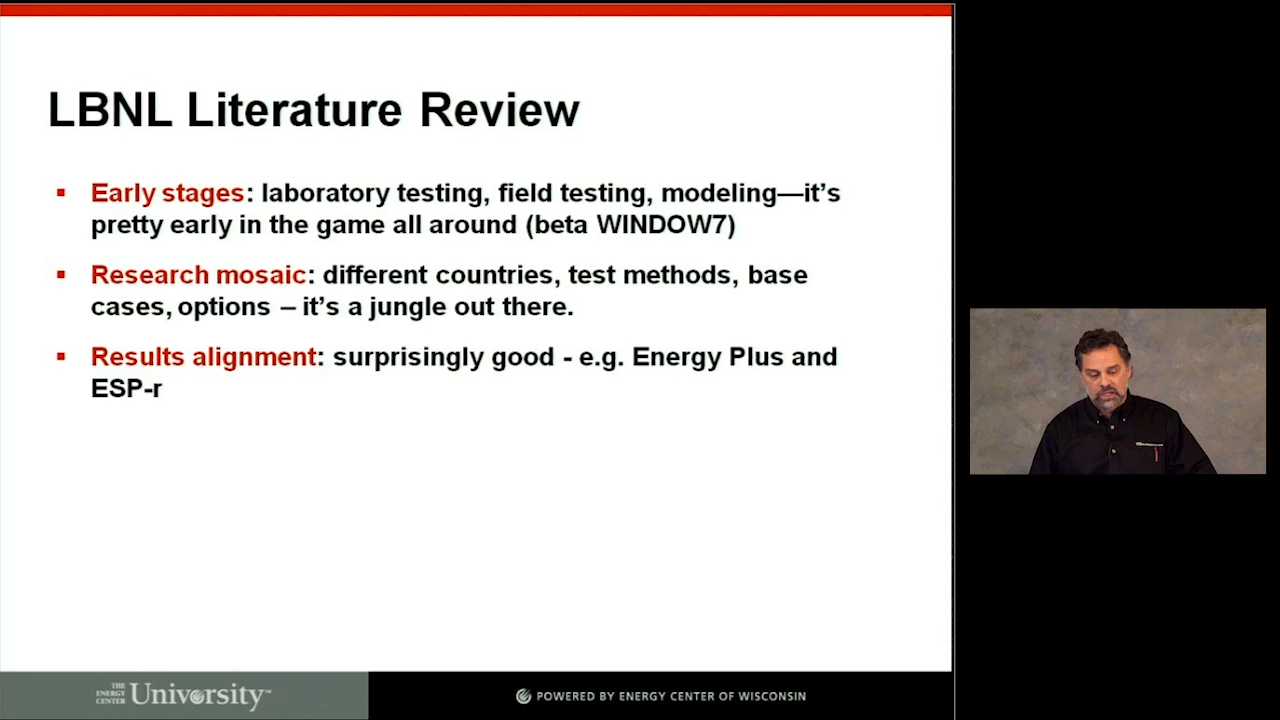 LBNL Literature Review
▪ Early stages: laboratory testing, field testing, modeling—it's
pretty early in the game all around (beta WINDOW7)
▪ Research mosaic: different countries, test methods, base
cases, options – it's a jungle out there.
▪ Results alignment: surprisingly good - e.g. Energy Plus and
ESP-r
THE
ENERGY
CENTER
University™
POWERED BY ENERGY CENTER OF WISCONSIN